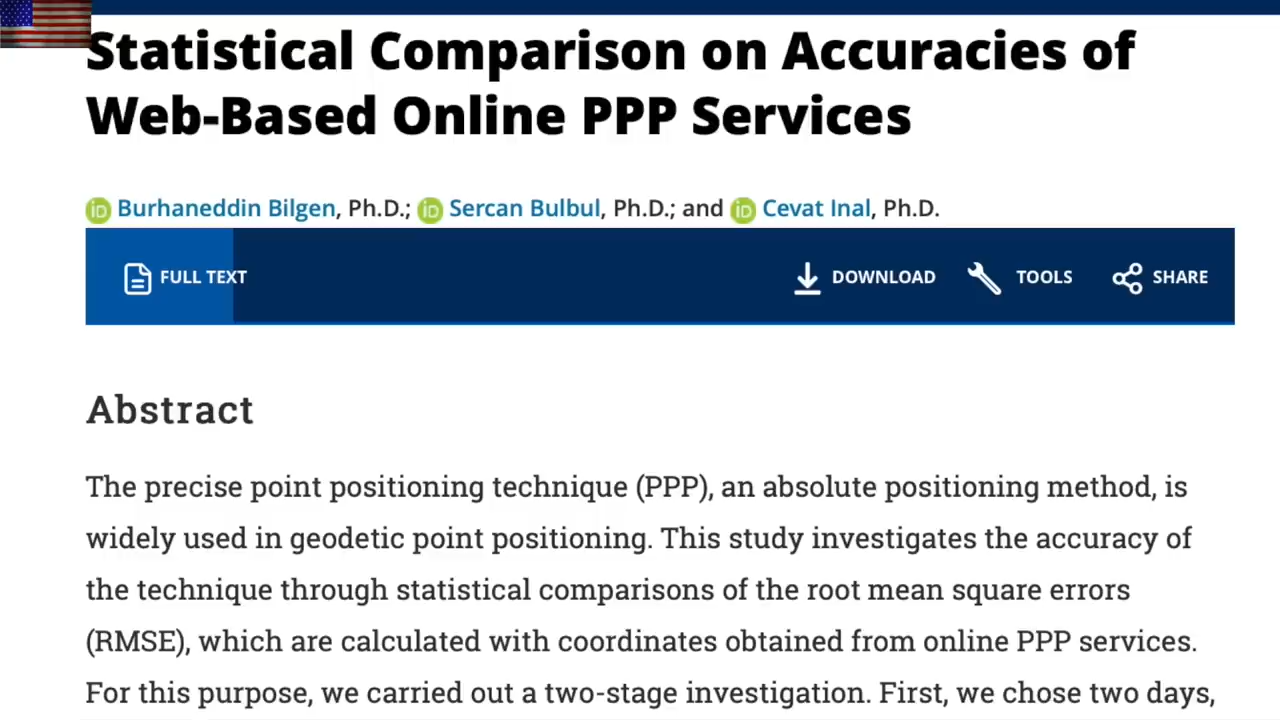 Statistical Comparison on Accuracies of
Web-Based Online PPP Services
iD Burhaneddin Bilgen, Ph.D.; iD Sercan Bulbul, Ph.D.; and iD Cevat Inal, Ph.D.
FULL TEXT DOWNLOAD TOOLS SHARE
Abstract
The precise point positioning technique (PPP), an absolute positioning method, is
widely used in geodetic point positioning. This study investigates the accuracy of
the technique through statistical comparisons of the root mean square errors
(RMSE), which are calculated with coordinates obtained from online PPP services.
For this purpose, we carried out a two-stage investigation. First, we chose two days,